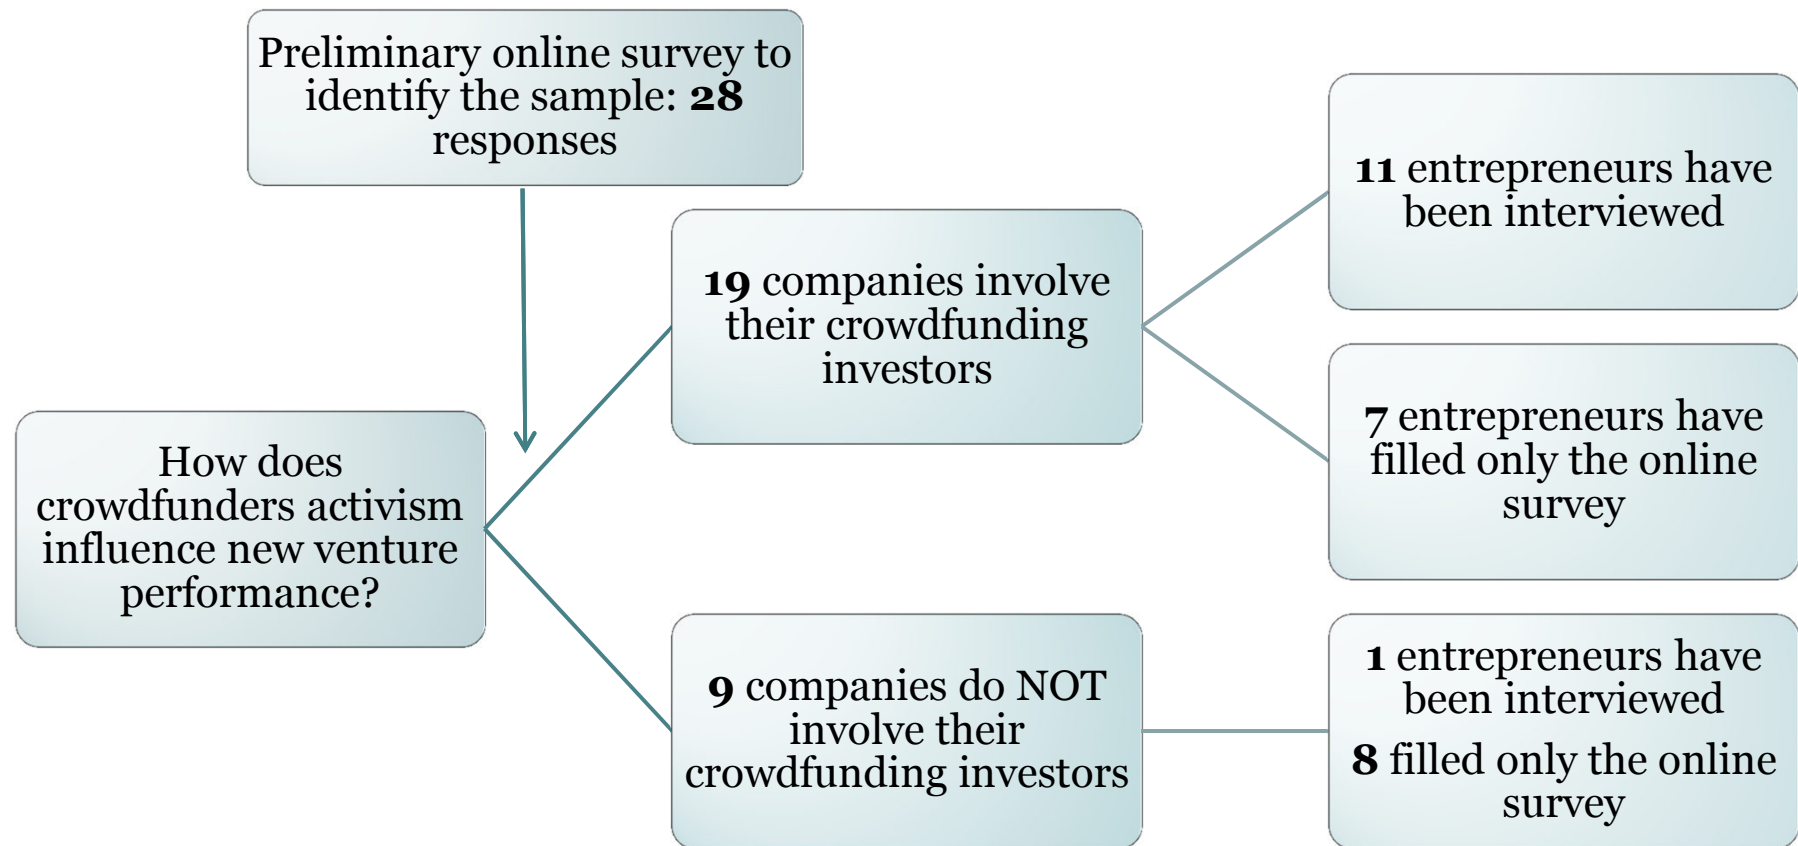 Preliminary online survey to
identify the sample: 28
responses
How does
crowdfunders activism
influence new venture
performance?
19 companies involve
their crowdfunding
investors
9 companies do NOT
involve their
crowdfunding investors
11 entrepreneurs have
been interviewed
7 entrepreneurs have
filled only the online
survey
1 entrepreneurs have
been interviewed
8 filled only the online
survey